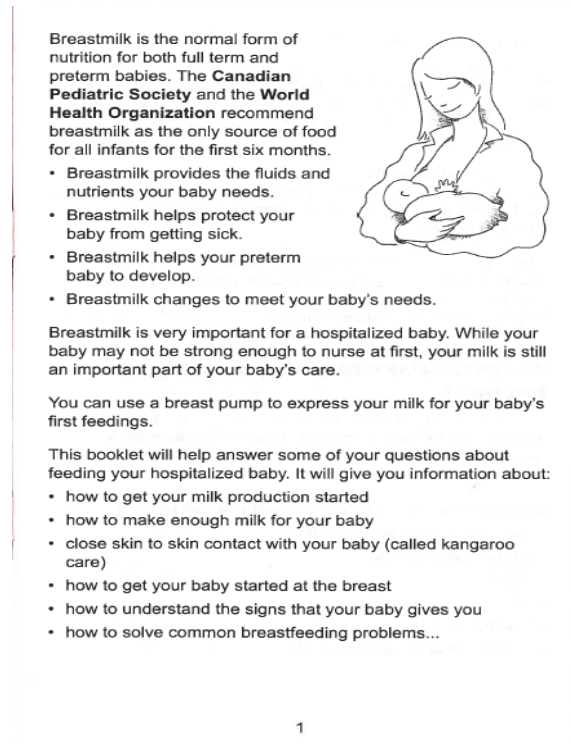 Breastmilk is the normal form of
nutrition for both full term and
preterm babies. The Canadian
Pediatric Society and the World
Health Organization recommend
breastmilk as the only source of food
for all infants for the first six months.
• Breastmilk provides the fluids and
nutrients your baby needs.
• Breastmilk helps protect your
baby from getting sick.
• Breastmilk helps your preterm
baby to develop.
• Breastmilk changes to meet your baby's needs.
Breastmilk is very important for a hospitalized baby. While your
baby may not be strong enough to nurse at first, your milk is still
an important part of your baby's care.
You can use a breast pump to express your milk for your baby's
first feedings.
This booklet will help answer some of your questions about
feeding your hospitalized baby. It will give you information about:
• how to get your milk production started
• how to make enough milk for your baby
• close skin to skin contact with your baby (called kangaroo
care)
• how to get your baby started at the breast
• how to understand the signs that your baby gives you
• how to solve common breastfeeding problems...
1